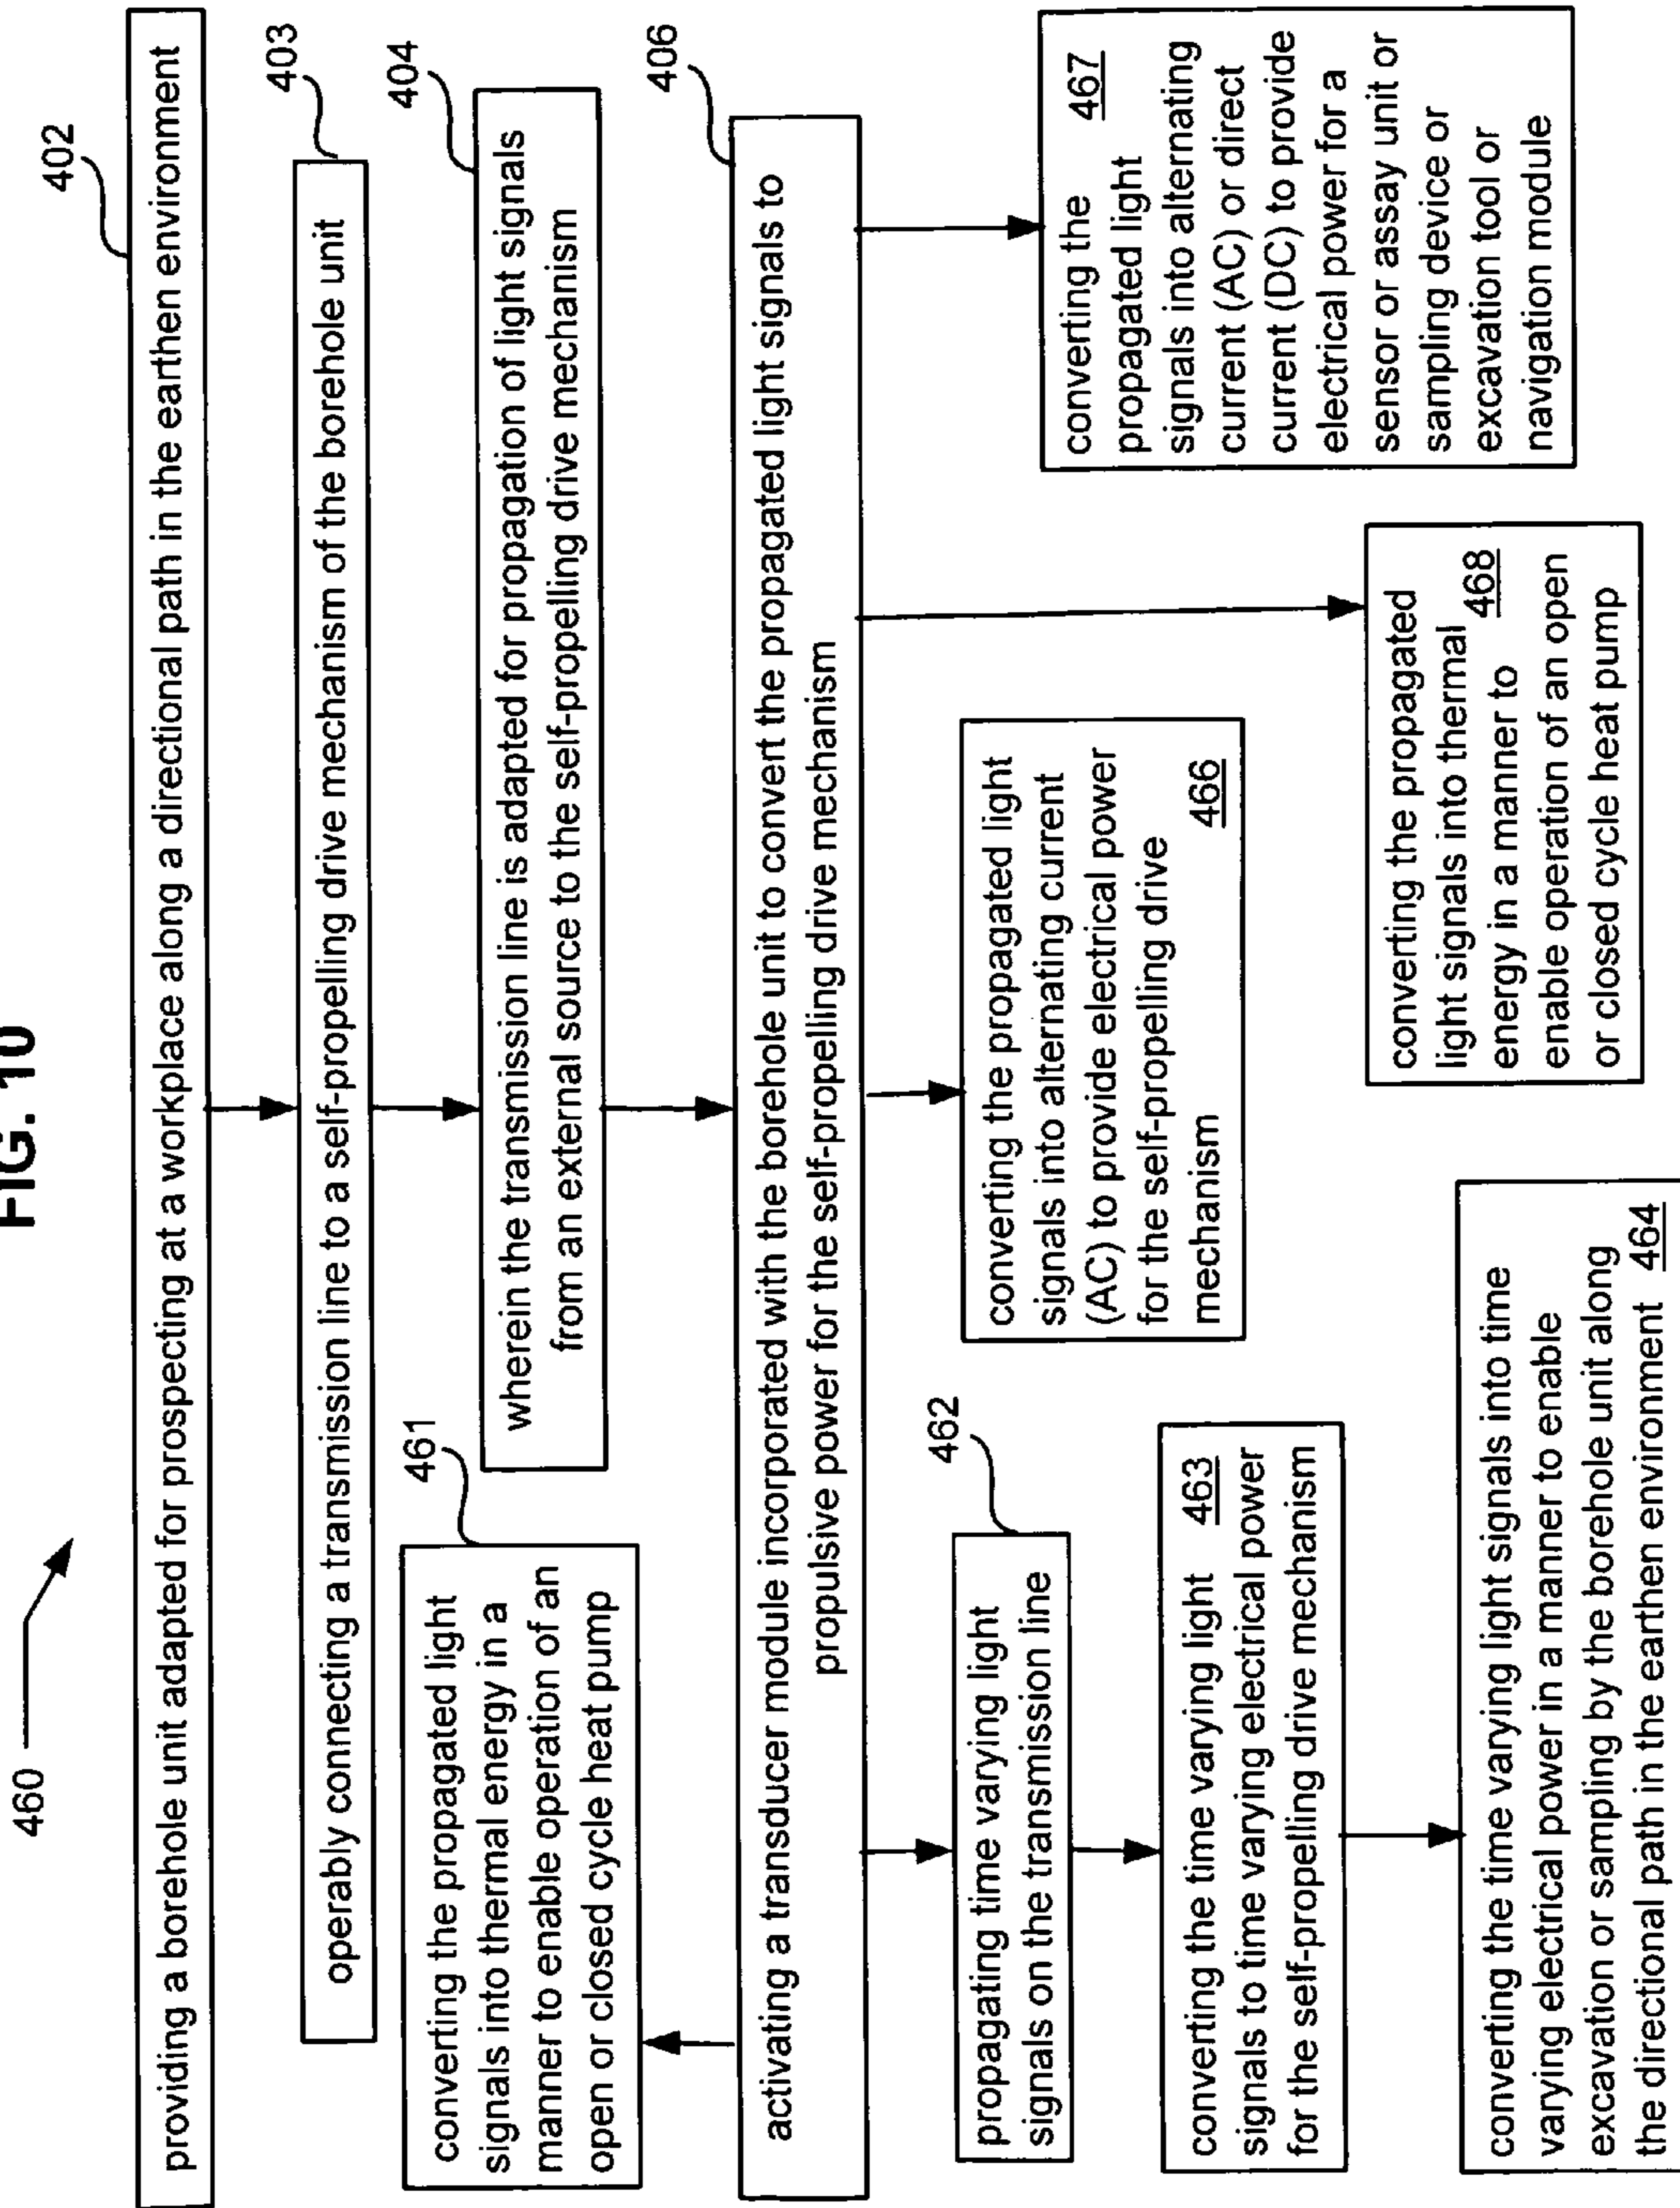 FIG. 10
460
402
providing a borehole unit adapted for prospecting at a workplace along a directional path in the earthen environment
403
operably connecting a transmission line to a self-propelling drive mechanism of the borehole unit
404
wherein the transmission line is adapted for propagation of light signals
from an external source to the self-propelling drive mechanism
461
converting the propagated light
signals into thermal energy in a
manner to enable operation of an
open or closed cycle heat pump
406
activating a transducer module incorporated with the borehole unit to convert the propagated light signals to
propulsive power for the self-propelling drive mechanism
462
propagating time varying light
signals on the transmission line
converting the time varying light 463
signals to time varying electrical power
for the self-propelling drive mechanism
converting the time varying light signals into time
varying electrical power in a manner to enable
excavation or sampling by the borehole unit along
the directional path in the earthen environment 464
converting the propagated light
signals into alternating current
(AC) to provide electrical power
for the self-propelling drive
mechanism 466
converting the propagated
light signals into thermal
energy in a manner to 468
enable operation of an open
or closed cycle heat pump
converting the 467
propagated light
signals into alternating
current (AC) or direct
current (DC) to provide
electrical power for a
sensor or assay unit or
sampling device or
excavation tool or
navigation module